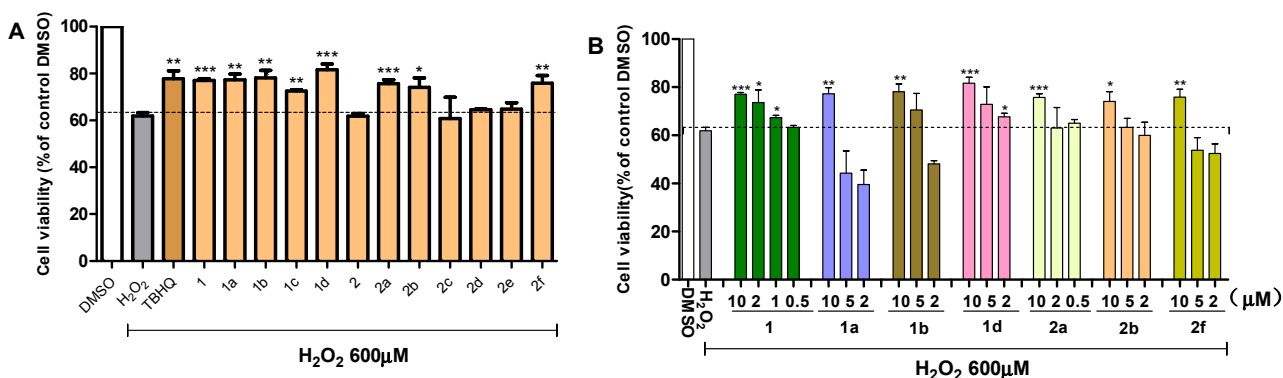 A
Cell viability (% of control DMSO)
100
80
60
40
20
0
** *** ** ** ** *** *** * **
DMSO H₂O₂ TBHQ 1 1a 1b 1c 1d 2 2a 2b 2c 2d 2e 2f
H₂O₂ 600μM
B
Cell viability(% of control DMSO)
100
80
60
40
20
0
*** * * ** ** *** * *** * **
DMSO H₂O₂ 10 2 1 0.5 10 5 2 10 5 2 10 5 2 10 2 0.5 10 5 2 10 5 2 (μM)
1 1a 1b 1d 2a 2b 2f
H₂O₂ 600μM